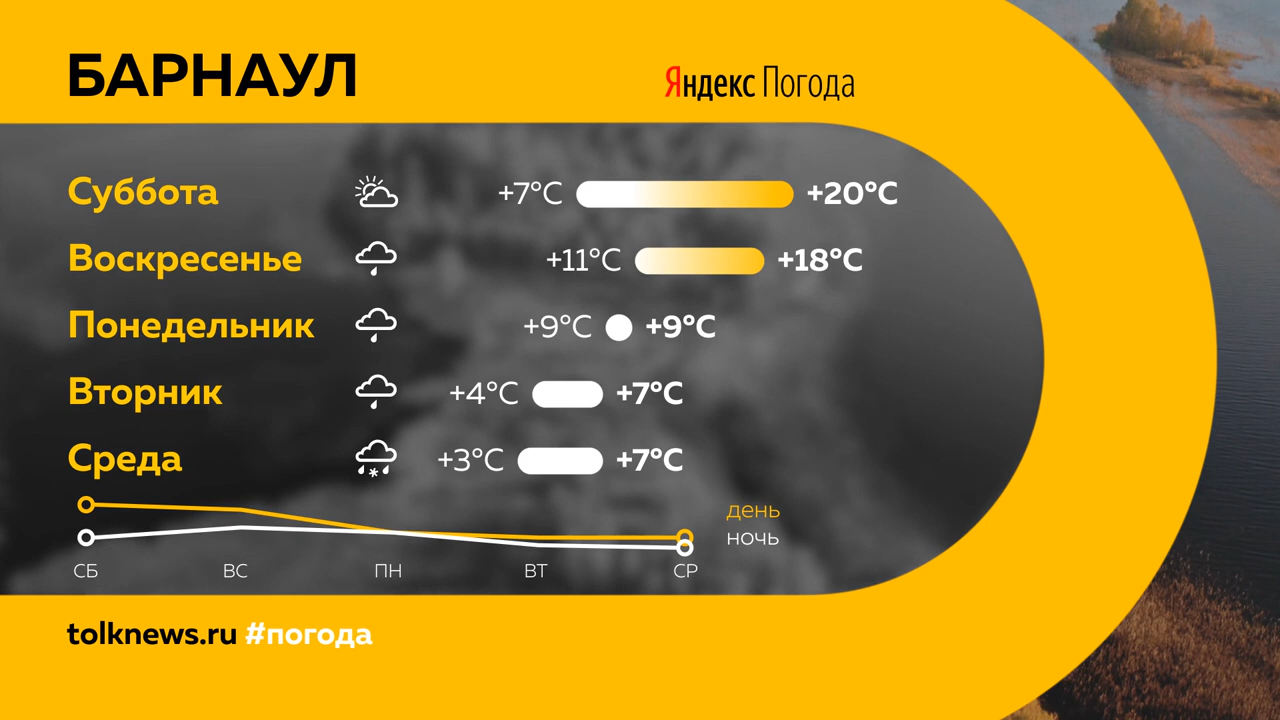 БАРНАУЛ
Яндекс Погода
Суббота +7°C +20°C
Воскресенье +11°C +18°C
Понедельник +9°C +9°C
Вторник +4°C +7°C
Среда +3°C +7°C
день
ночь
СБ ВС ПН ВТ СР
tolknews.ru #погода